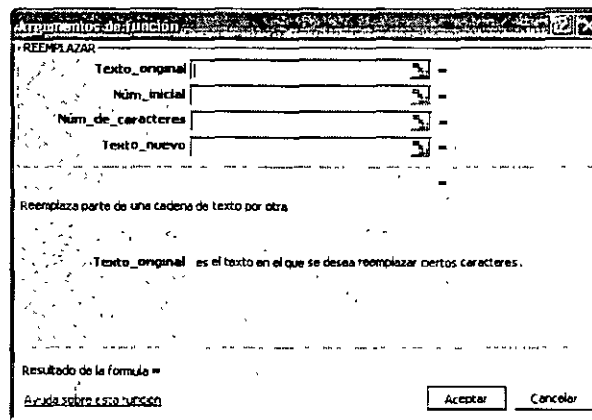 Argumentos de función
REEMPLAZAR
Texto_original =
Núm_inicial =
Núm_de_caracteres =
Texto_nuevo =
=
Reemplaza parte de una cadena de texto por otra
Texto_original es el texto en el que se desea reemplazar ciertos caracteres.
Resultado de la formula =
Ayuda sobre esta función
Aceptar Cancelar